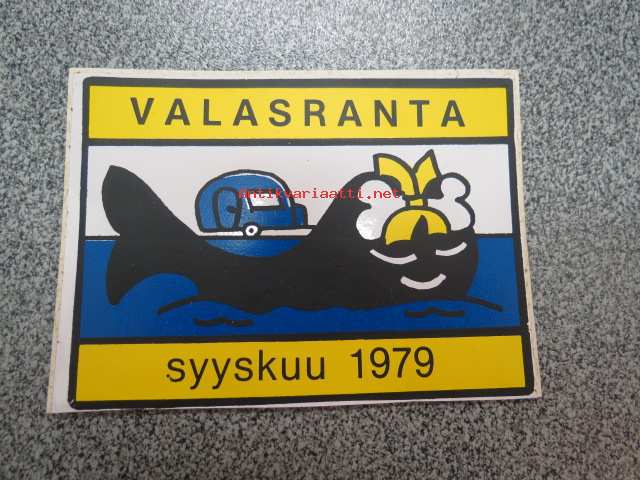 VALASRANTA
antikvariaatti.net
syyskuu 1979